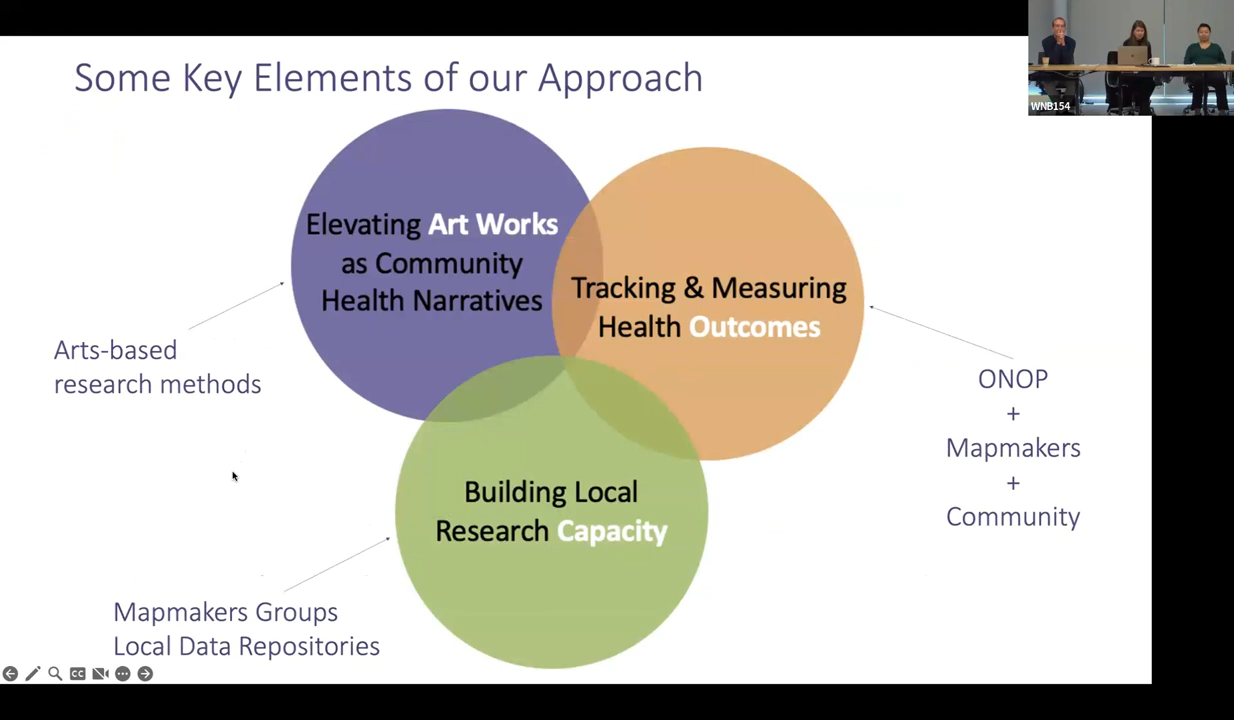 Some Key Elements of our Approach
WNB154
Elevating Art Works
as Community
Health Narratives
Tracking & Measuring
Health Outcomes
Arts-based
research methods
ONOP
+
Mapmakers
+
Community
Building Local
Research Capacity
Mapmakers Groups
Local Data Repositories
CC